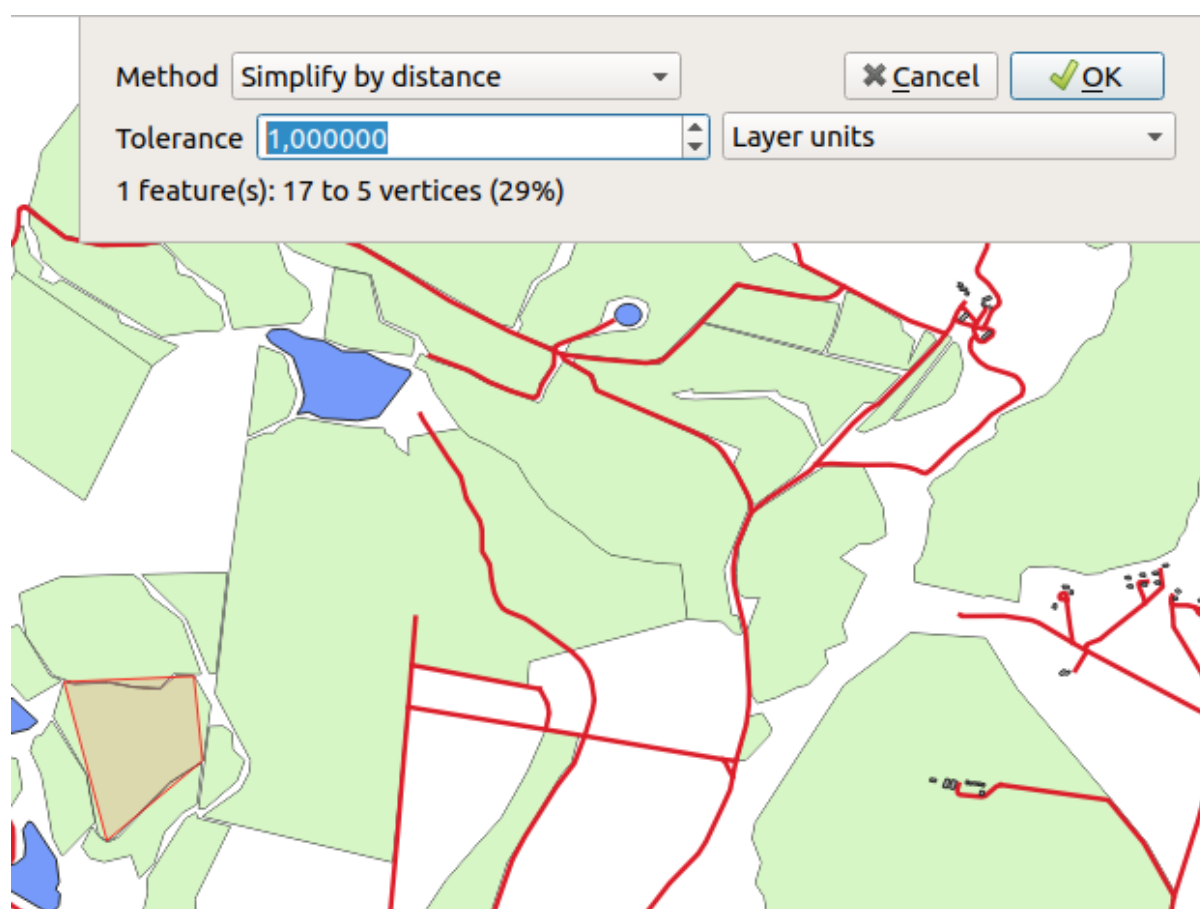 Method Simplify by distance Cancel OK
Tolerance 1,000000 Layer units
1 feature(s): 17 to 5 vertices (29%)